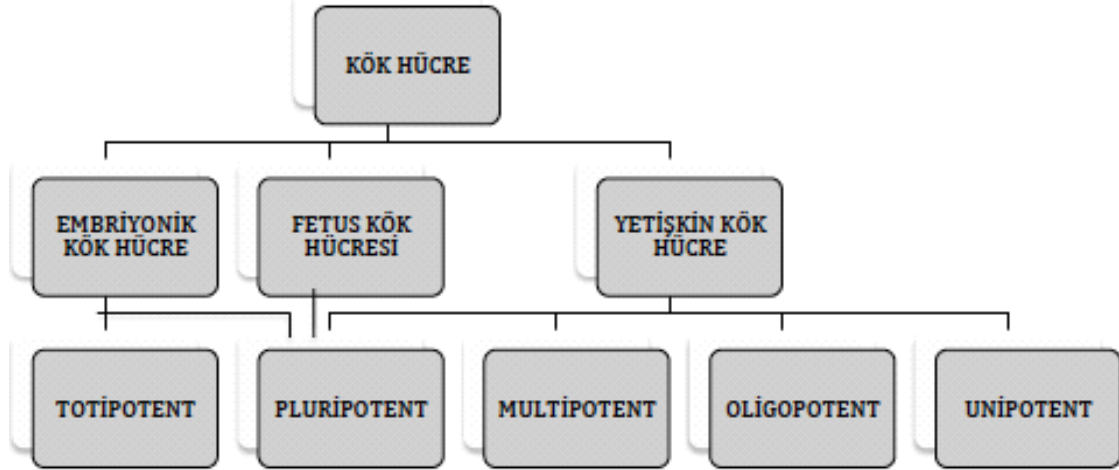 KÖK HÜCRE
EMBRİYONİK
KÖK HÜCRE
FETUS KÖK
HÜCRESİ
YETİŞKİN KÖK
HÜCRE
TOTİPOTENT
PLURİPOTENT
MULTİPOTENT
OLİGOPOTENT
UNİPOTENT